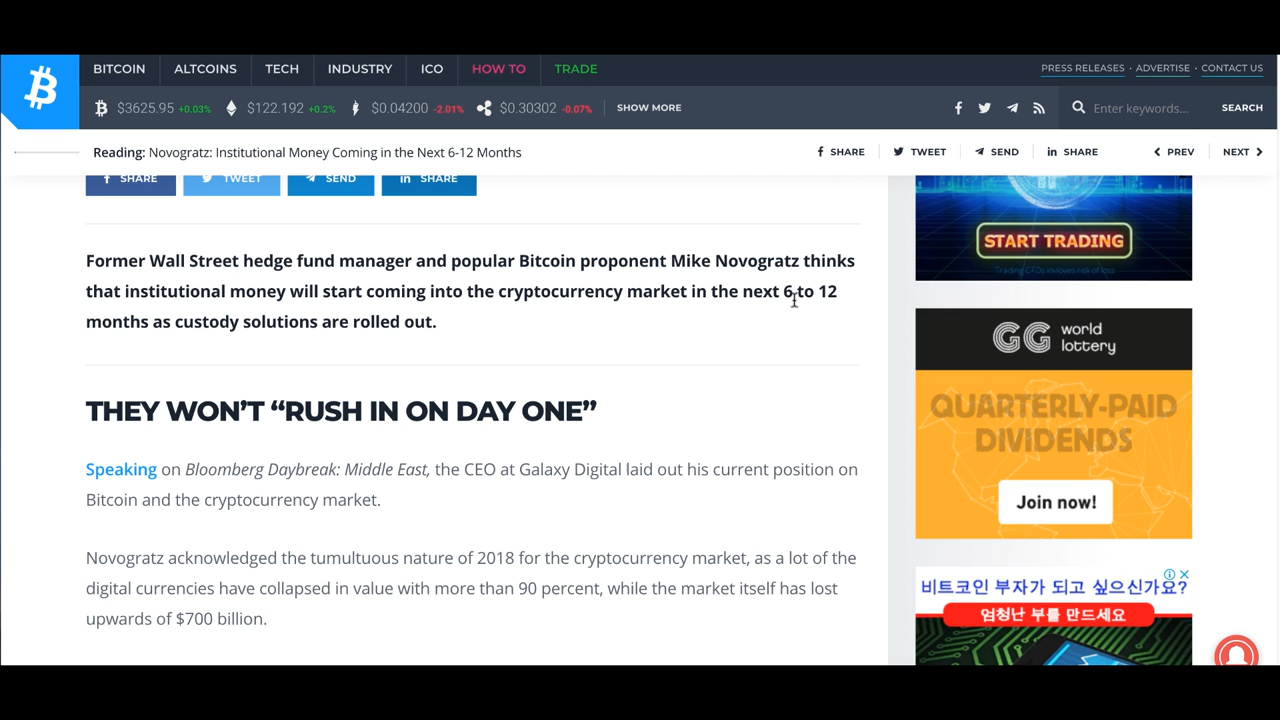 BITCOIN ALTCOINS TECH INDUSTRY ICO HOW TO TRADE PRESS RELEASES · ADVERTISE · CONTACT US
$3625.95 +0.03% $122.192 +0.2% $0.04200 -2.01% $0.30302 -0.07% SHOW MORE Enter keywords... SEARCH
Reading: Novogratz: Institutional Money Coming in the Next 6-12 Months SHARE TWEET SEND SHARE PREV NEXT
SHARE TWEET SEND SHARE
Former Wall Street hedge fund manager and popular Bitcoin proponent Mike Novogratz thinks
that institutional money will start coming into the cryptocurrency market in the next 6 to 12
months as custody solutions are rolled out.
THEY WON’T “RUSH IN ON DAY ONE”
Speaking on Bloomberg Daybreak: Middle East, the CEO at Galaxy Digital laid out his current position on
Bitcoin and the cryptocurrency market.
Novogratz acknowledged the tumultuous nature of 2018 for the cryptocurrency market, as a lot of the
digital currencies have collapsed in value with more than 90 percent, while the market itself has lost
upwards of $700 billion.
START TRADING
Trading CFDs involves risk of loss
GG world
lottery
QUARTERLY-PAID
DIVIDENDS
Join now!
비트코인 부자가 되고 싶으신가요?
엄청난 부를 만드세요